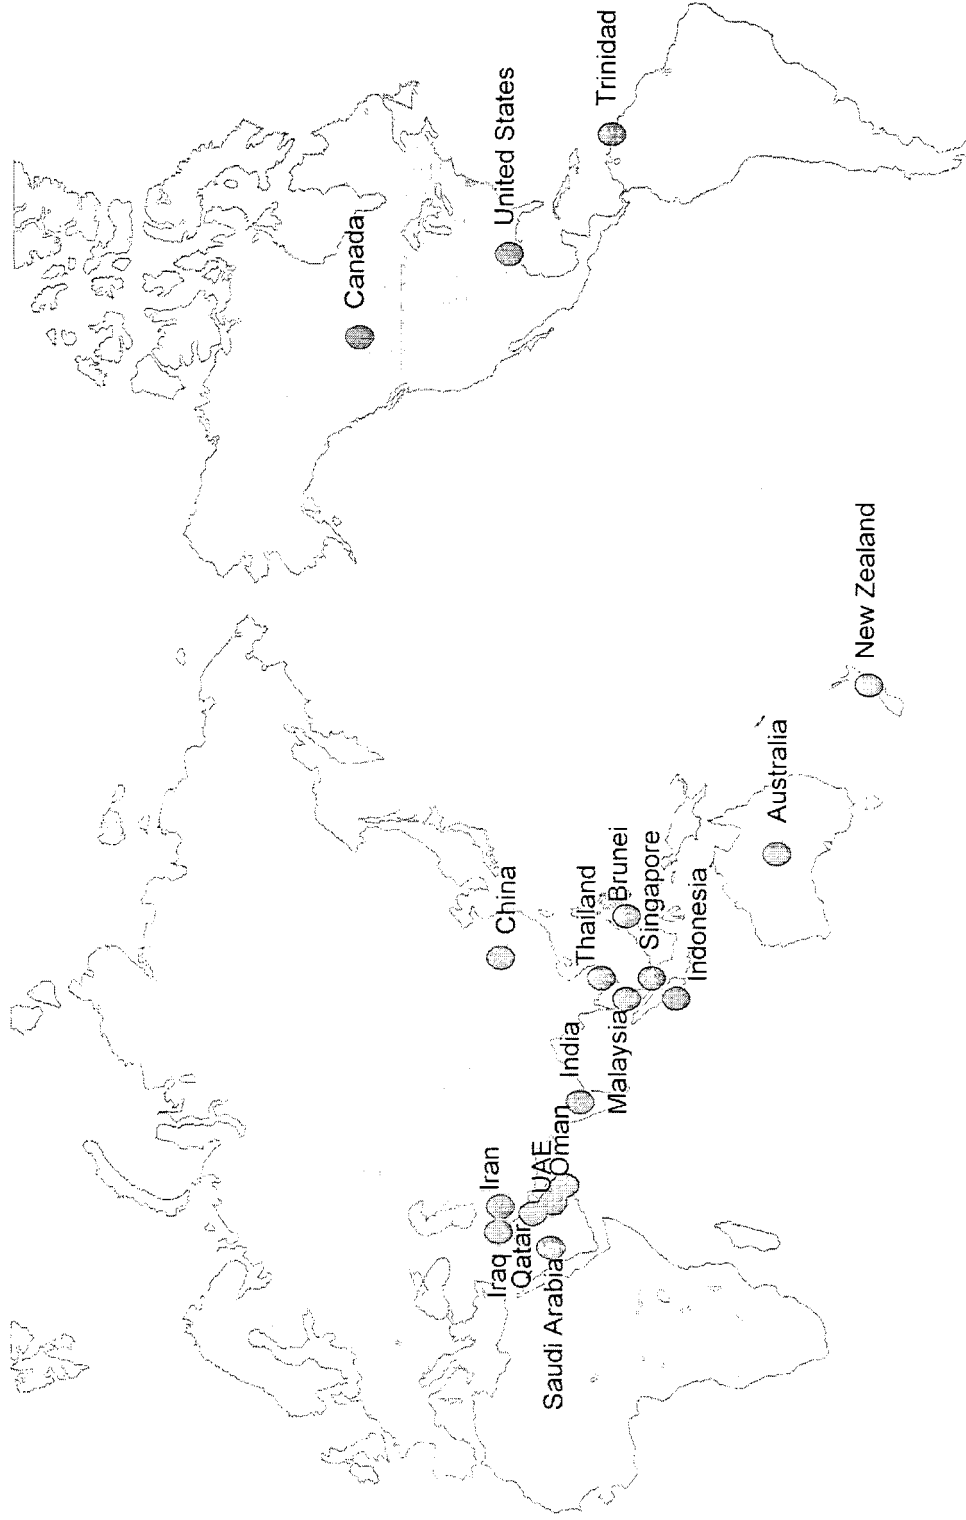 Canada
United States
Trinidad
China
Iran
Iraq
Qatar
UAE
Oman
Saudi Arabia
India
Thailand
Brunei
Malaysia
Singapore
Indonesia
Australia
New Zealand